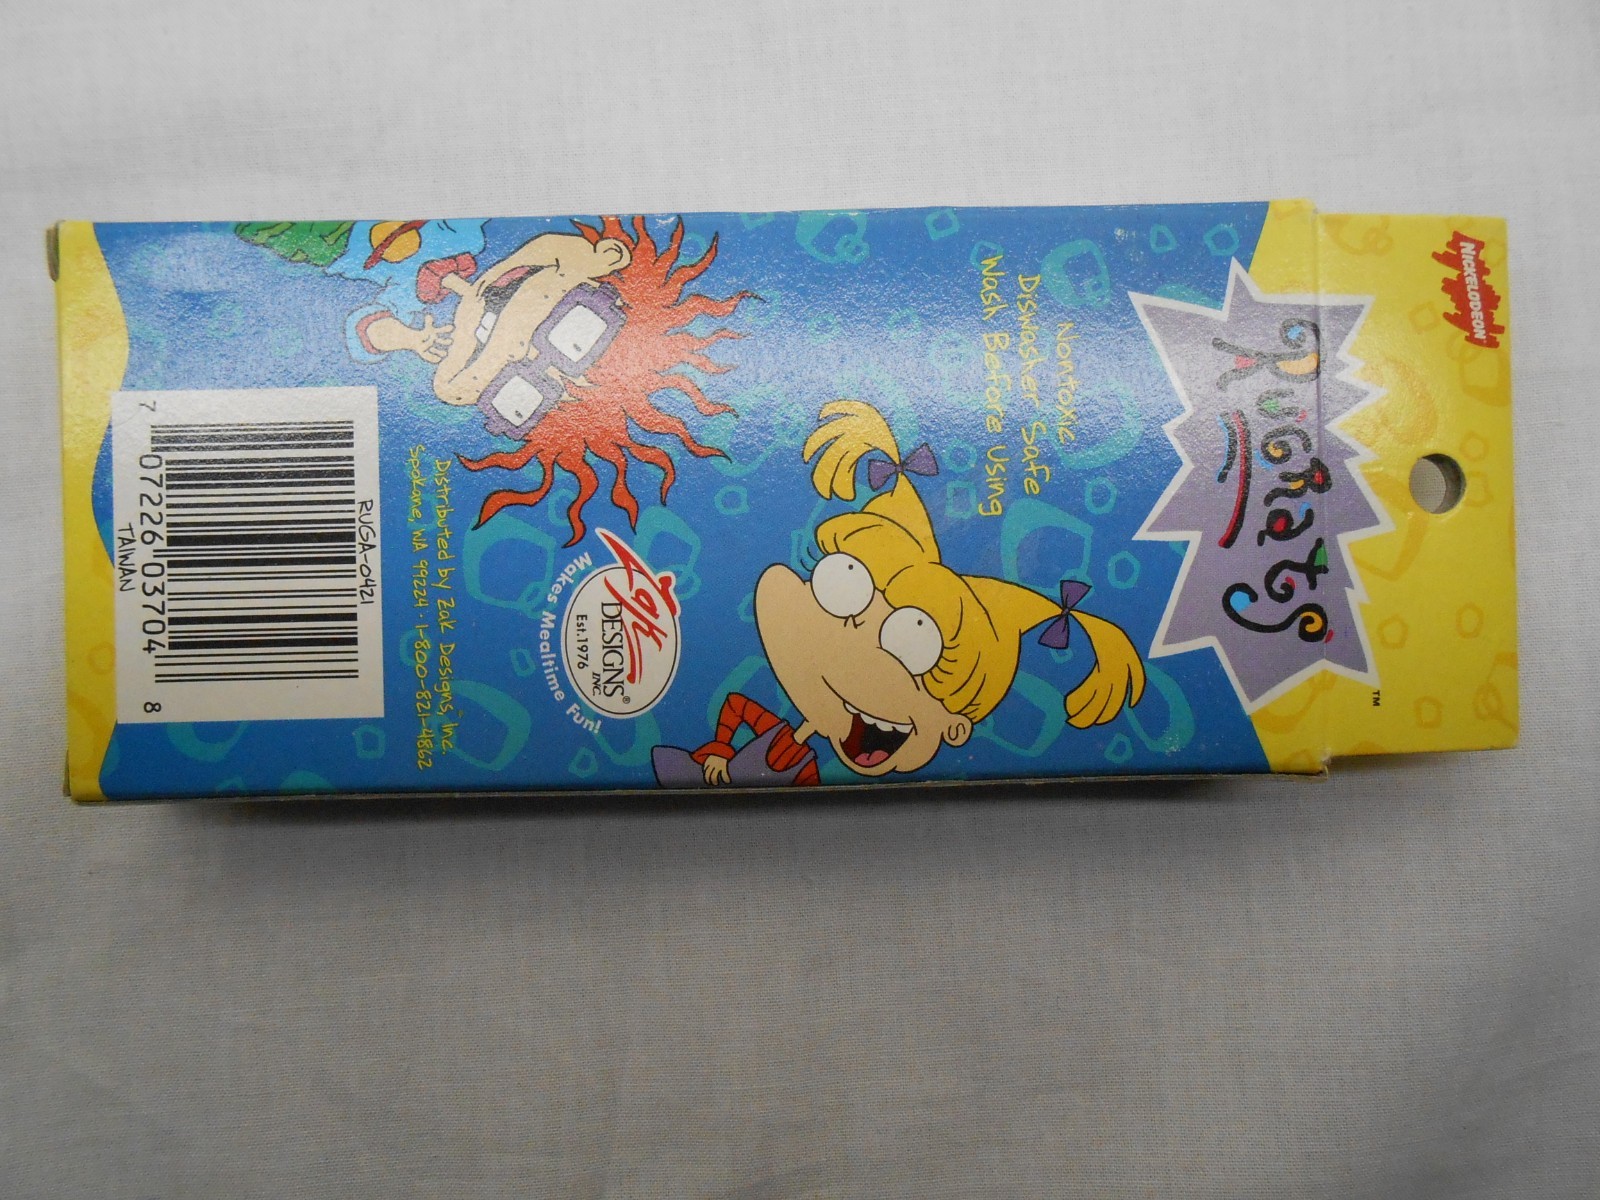 NICKELODEON
RUGRatS
™
Nontoxic
Diswasher Safe
Wash Before Using
Zak
DESIGNS®
INC.
Est.1976
Makes Mealtime Fun!
Distributed by Zak Designs, Inc.
Spokane, WA 99224 · 1-800-821-4862
RUGA-0421
7 07226 03704 8
TAIWAN